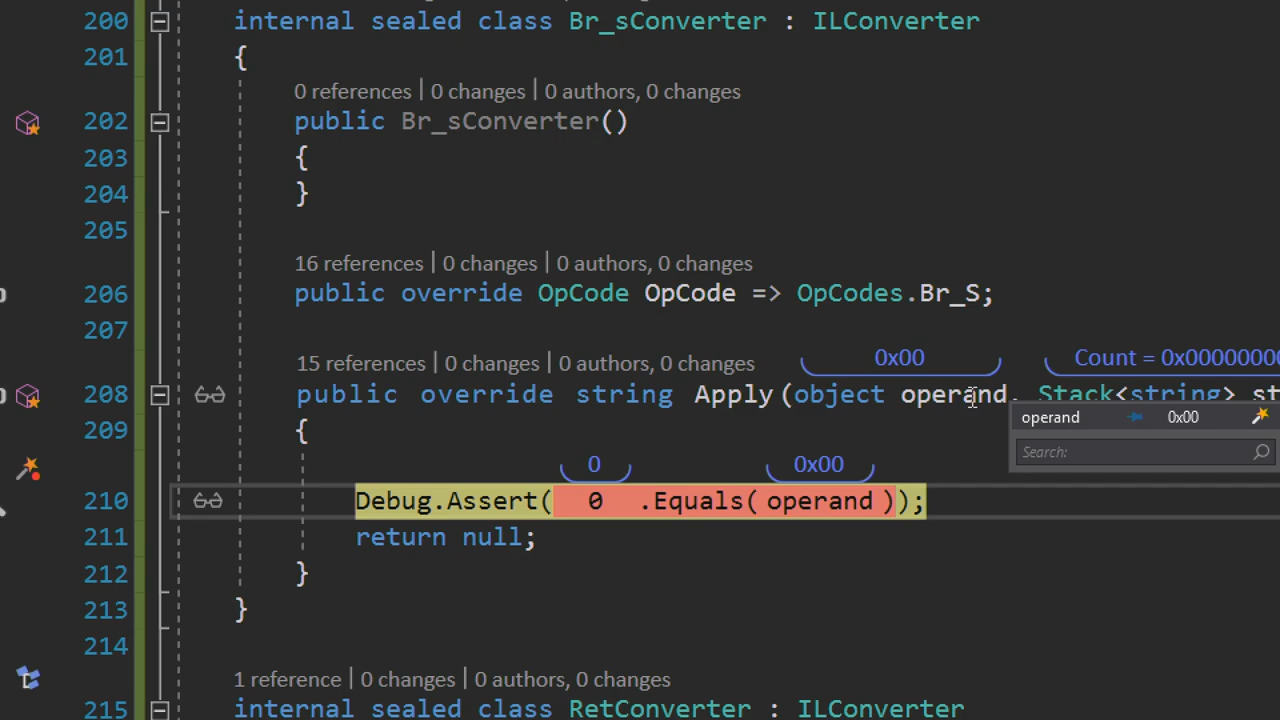 200 internal sealed class Br_sConverter : ILConverter
201 {
0 references | 0 changes | 0 authors, 0 changes
202 public Br_sConverter()
203 {
204 }
205
16 references | 0 changes | 0 authors, 0 changes
206 public override OpCode OpCode => OpCodes.Br_S;
207
15 references | 0 changes | 0 authors, 0 changes 0x00 Count = 0x0000000
208 public override string Apply(object operand, Stack<string> st
operand 0x00
209 {
Search:
0 0x00
210 Debug.Assert( 0 .Equals( operand ));
211 return null;
212 }
213 }
214
1 reference | 0 changes | 0 authors, 0 changes
215 internal sealed class RetConverter : ILConverter